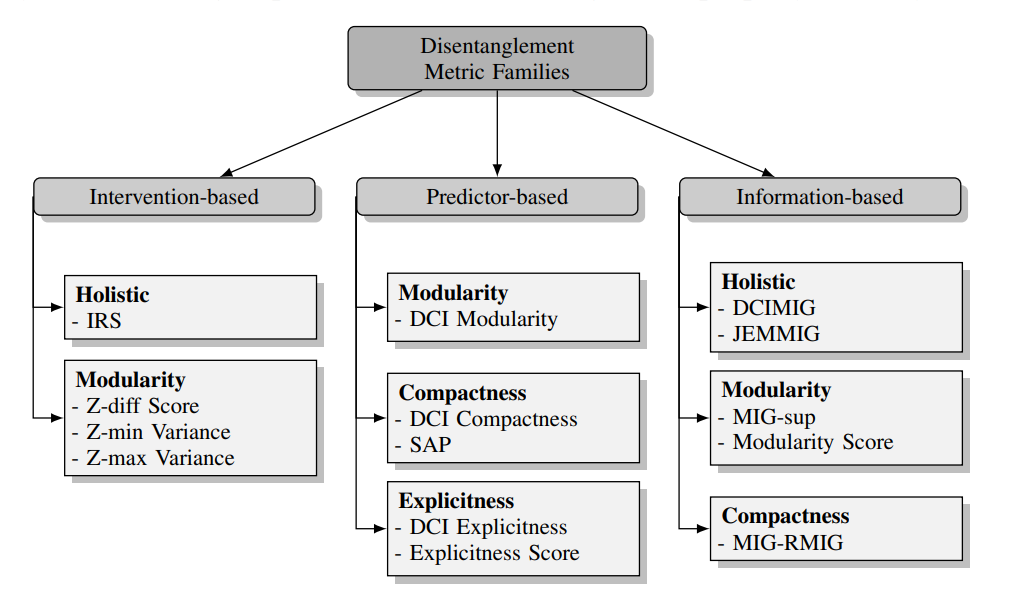 Disentanglement
Metric Families
Intervention-based
Holistic
- IRS
Modularity
- Z-diff Score
- Z-min Variance
- Z-max Variance
Predictor-based
Modularity
- DCI Modularity
Compactness
- DCI Compactness
- SAP
Explicitness
- DCI Explicitness
- Explicitness Score
Information-based
Holistic
- DCIMIG
- JEMMIG
Modularity
- MIG-sup
- Modularity Score
Compactness
- MIG-RMIG